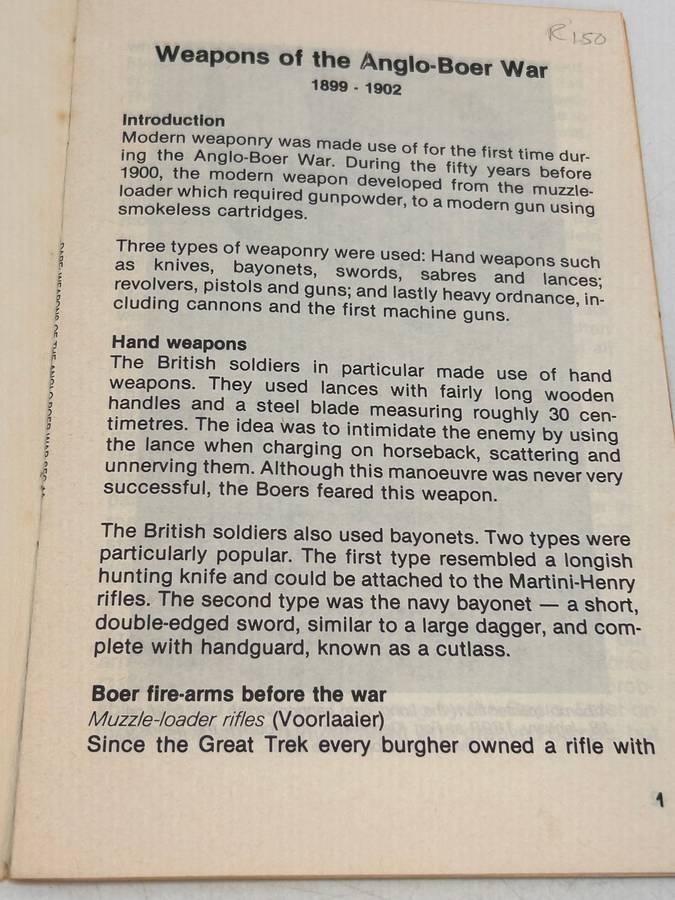 R150
Weapons of the Anglo-Boer War
1899 - 1902
Introduction
Modern weaponry was made use of for the first time dur-
ing the Anglo-Boer War. During the fifty years before
1900, the modern weapon developed from the muzzle-
loader which required gunpowder, to a modern gun using
smokeless cartridges.
Three types of weaponry were used: Hand weapons such
as knives, bayonets, swords, sabres and lances;
revolvers, pistols and guns; and lastly heavy ordnance, in-
cluding cannons and the first machine guns.
Hand weapons
The British soldiers in particular made use of hand
weapons. They used lances with fairly long wooden
handles and a steel blade measuring roughly 30 cen-
timetres. The idea was to intimidate the enemy by using
the lance when charging on horseback, scattering and
unnerving them. Although this manoeuvre was never very
successful, the Boers feared this weapon.
The British soldiers also used bayonets. Two types were
particularly popular. The first type resembled a longish
hunting knife and could be attached to the Martini-Henry
rifles. The second type was the navy bayonet — a short,
double-edged sword, similar to a large dagger, and com-
plete with handguard, known as a cutlass.
Boer fire-arms before the war
Muzzle-loader rifles (Voorlaaier)
Since the Great Trek every burgher owned a rifle with
1
WEAPONS OF THE ANGLO-BOER WAR